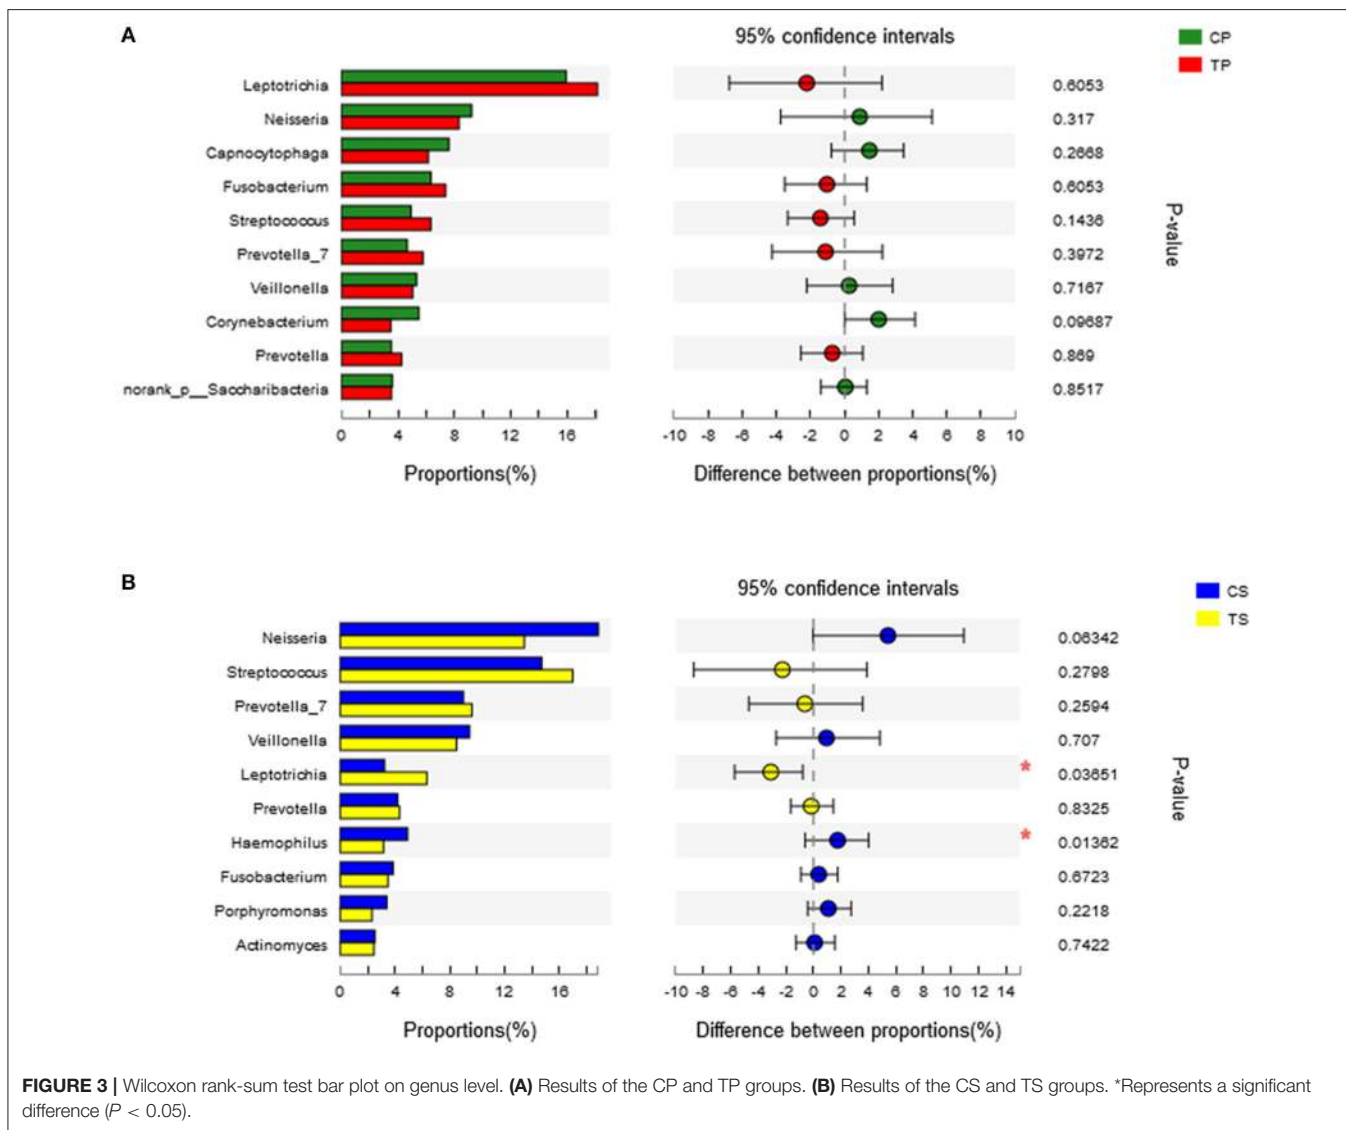 A
95% confidence intervals
CP
TP
Leptotrichia
0.6053
Neisseria
0.317
Capnocytophaga
0.2668
Fusobacterium
0.6053
Streptococcus
0.1436
Prevotella_7
0.3972
Veillonella
0.7167
Corynebacterium
0.09687
Prevotella
0.869
norank_p__Saccharibacteria
0.8517
P-value
0 4 8 12 16
-10 -8 -6 -4 -2 0 2 4 6 8 10
Proportions(%)
Difference between proportions(%)
B
95% confidence intervals
CS
TS
Neisseria
0.06342
Streptococcus
0.2798
Prevotella_7
0.2594
Veillonella
0.707
Leptotrichia
* 0.03651
Prevotella
0.8325
Haemophilus
* 0.01362
Fusobacterium
0.6723
Porphyromonas
0.2218
Actinomyces
0.7422
P-value
0 4 8 12 16
-10 -8 -6 -4 -2 0 2 4 6 8 10 12 14
Proportions(%)
Difference between proportions(%)
FIGURE 3 | Wilcoxon rank-sum test bar plot on genus level. (A) Results of the CP and TP groups. (B) Results of the CS and TS groups. *Represents a significant
difference (P < 0.05).